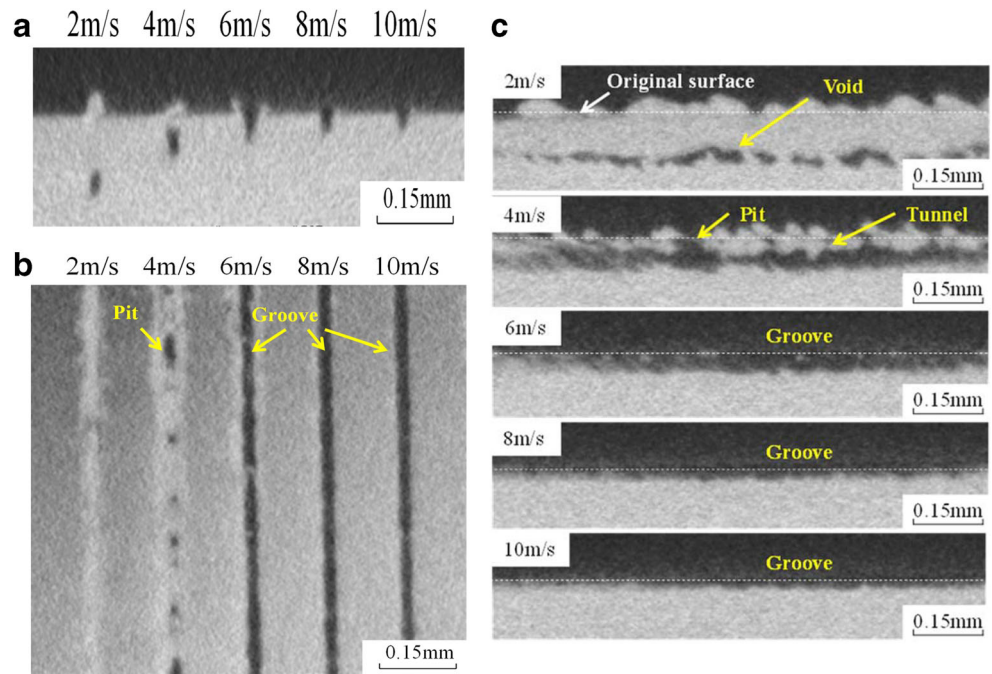 a
2m/s 4m/s 6m/s 8m/s 10m/s
0.15mm
b
2m/s 4m/s 6m/s 8m/s 10m/s
Pit
Groove
0.15mm
c
2m/s
Original surface
Void
0.15mm
4m/s
Pit
Tunnel
0.15mm
6m/s
Groove
0.15mm
8m/s
Groove
0.15mm
10m/s
Groove
0.15mm